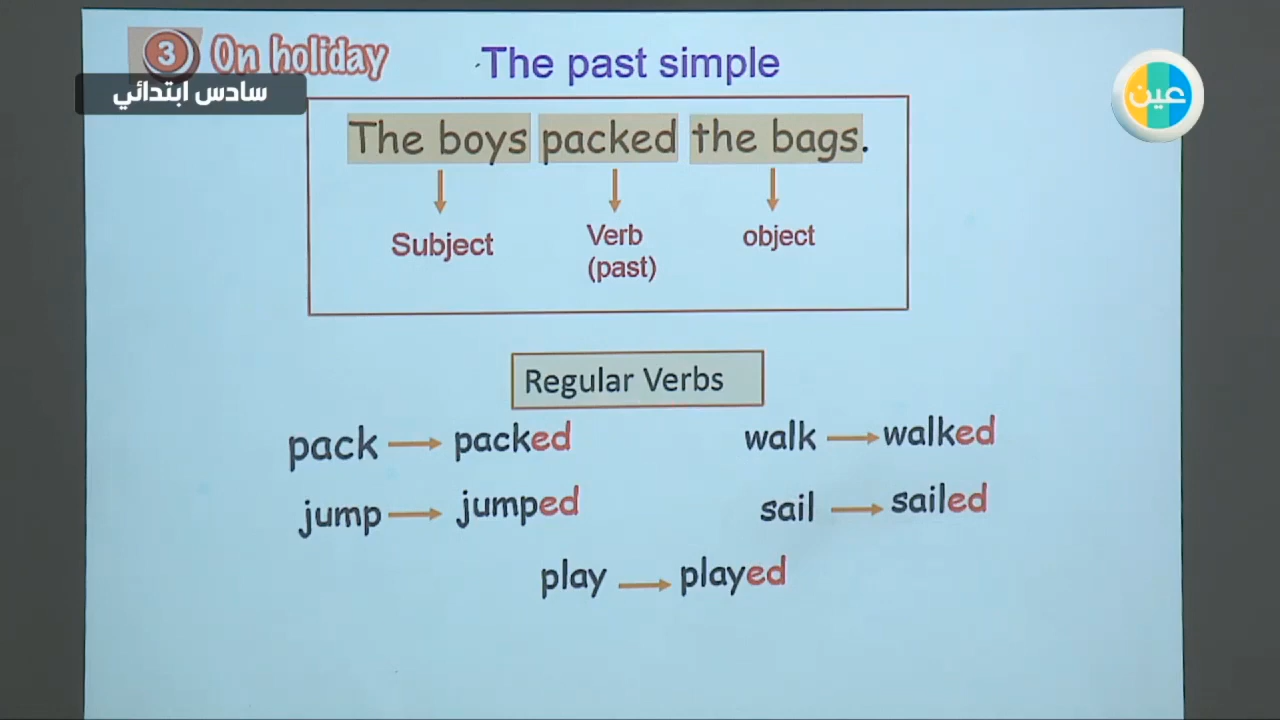 3 On holiday
The past simple
سادس ابتدائي
عين
The boys packed the bags.
Subject
Verb
(past)
object
Regular Verbs
pack packed
walk walked
jump jumped
sail sailed
play played